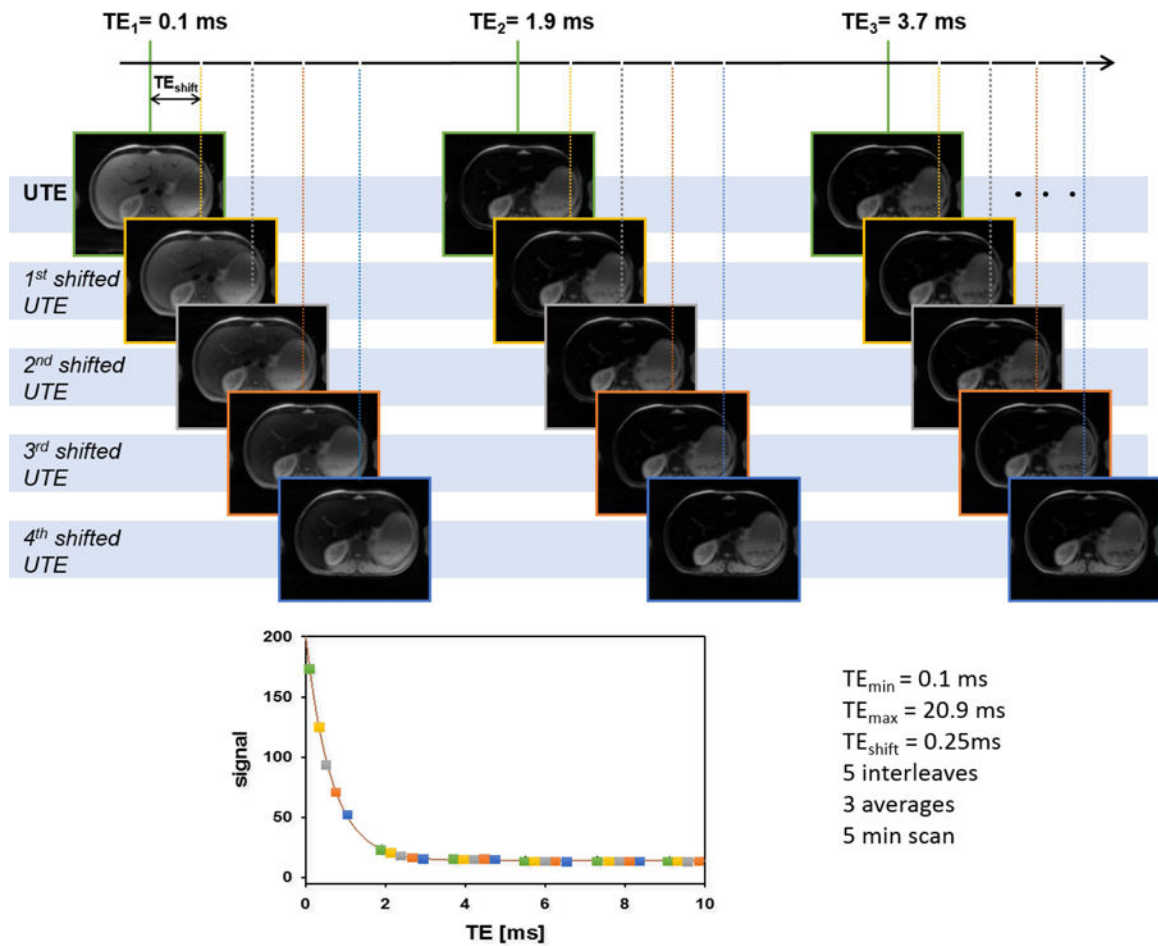 TE₁= 0.1 ms TE₂= 1.9 ms TE₃= 3.7 ms
TEshift
UTE
1st shifted
UTE
2nd shifted
UTE
3rd shifted
UTE
4th shifted
UTE
200
150
100
50
0
signal
0 2 4 6 8 10
TE [ms]
TEmin = 0.1 ms
TEmax = 20.9 ms
TEshift = 0.25ms
5 interleaves
3 averages
5 min scan